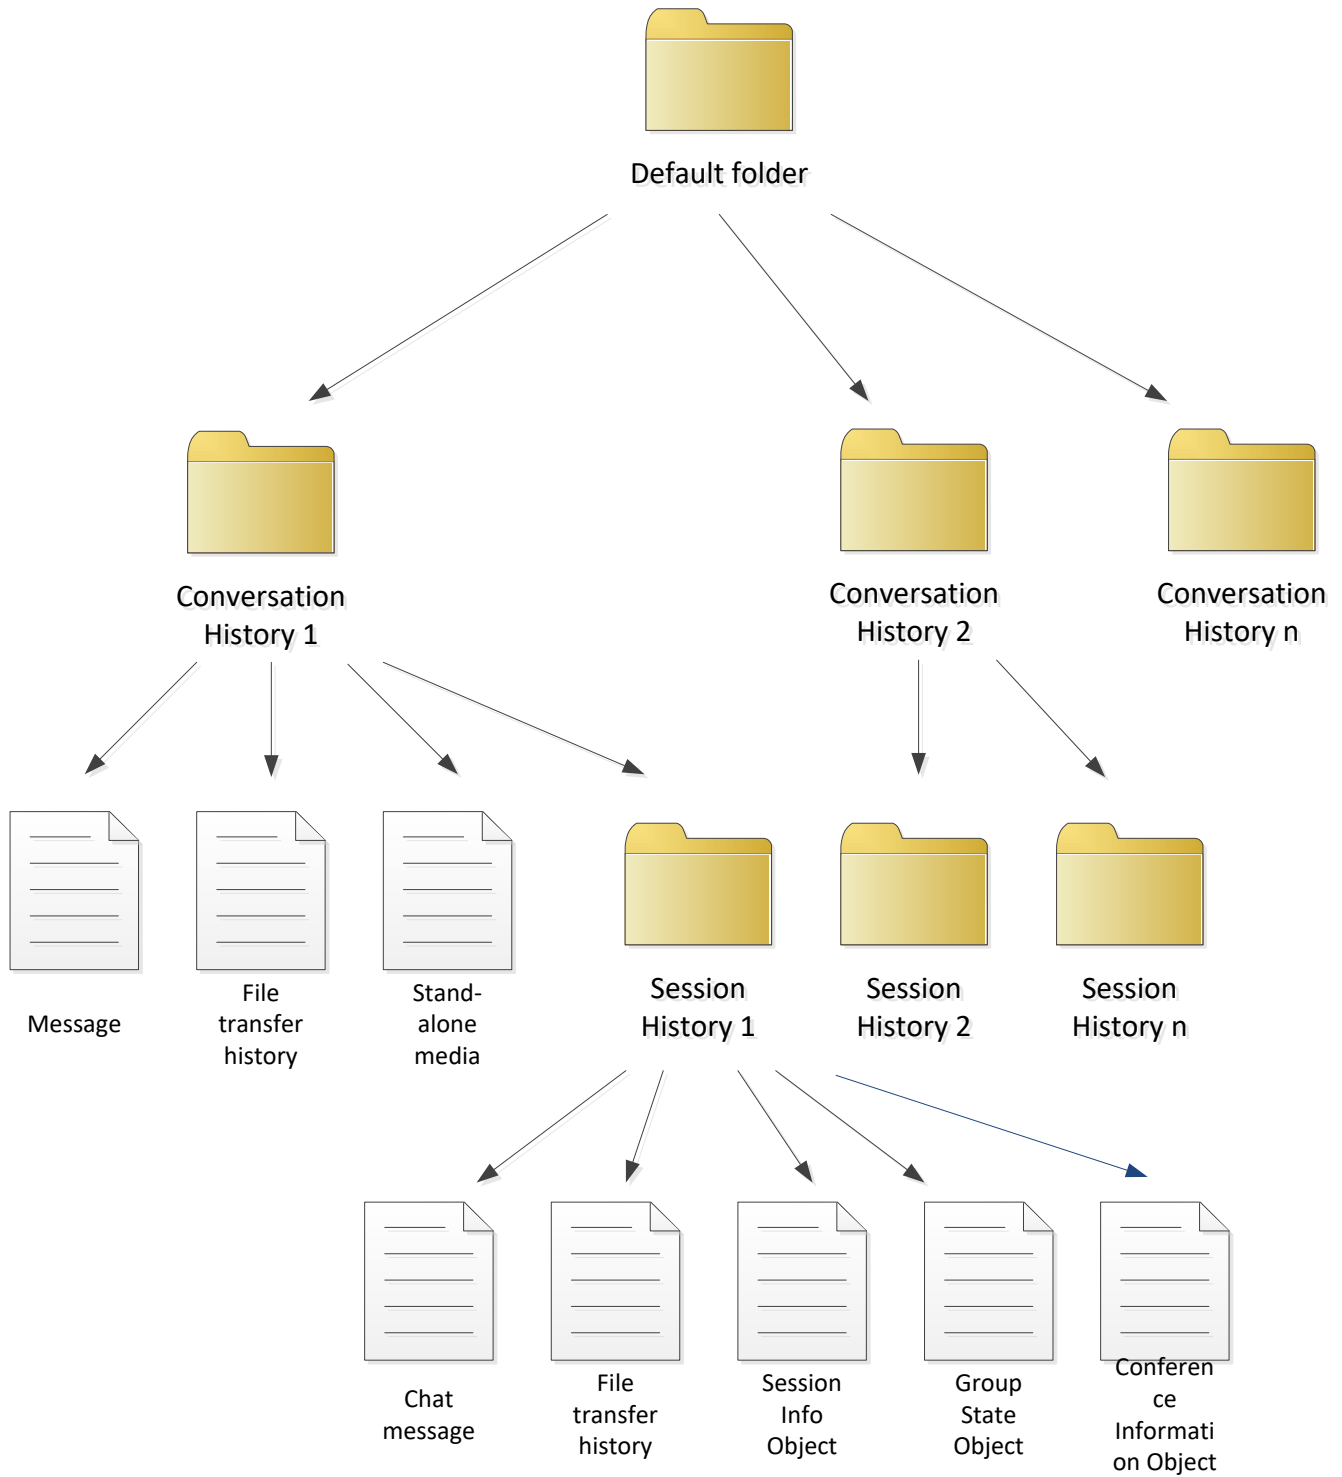 Default folder
Conversation
History 1
Conversation
History 2
Conversation
History n
Message
File
transfer
history
Stand-
alone
media
Session
History 1
Session
History 2
Session
History n
Chat
message
File
transfer
history
Session
Info
Object
Group
State
Object
Conferen
ce
Informati
on Object